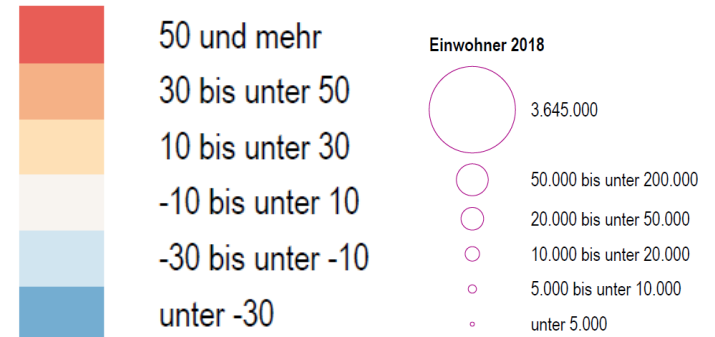 50 und mehr
30 bis unter 50
10 bis unter 30
-10 bis unter 10
-30 bis unter -10
unter -30
Einwohner 2018
3.645.000
50.000 bis unter 200.000
20.000 bis unter 50.000
10.000 bis unter 20.000
5.000 bis unter 10.000
unter 5.000